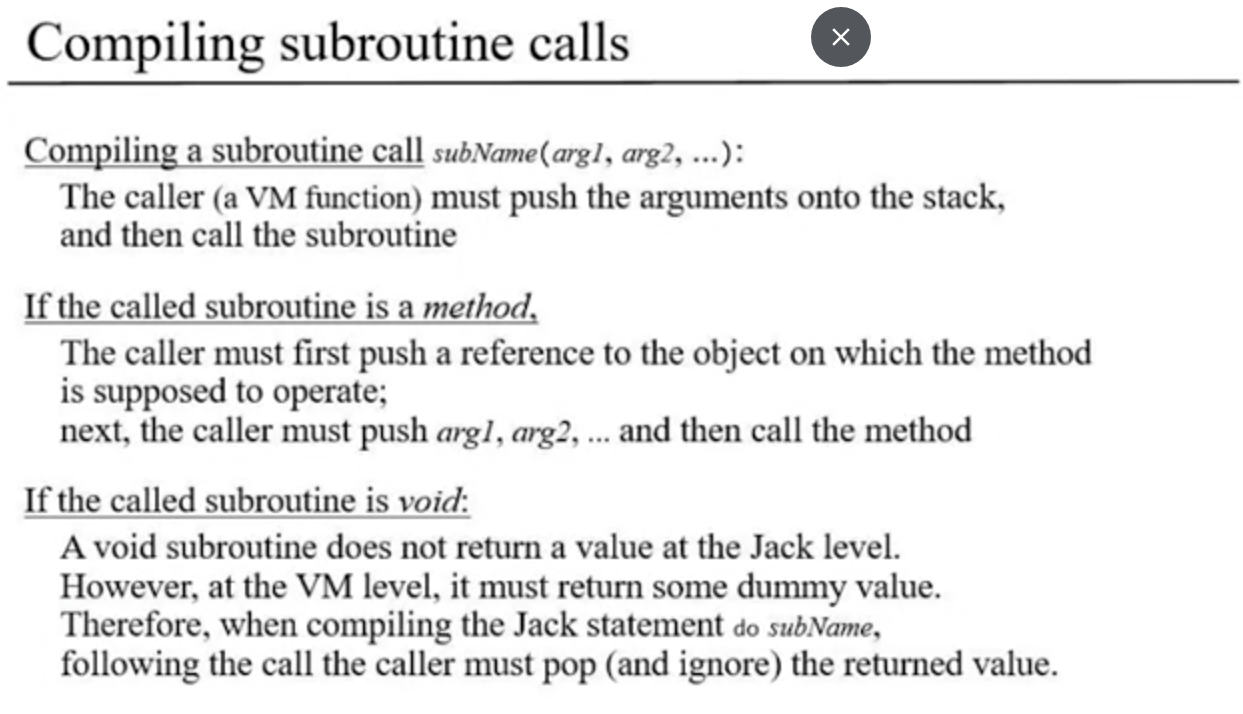 Compiling subroutine calls
Compiling a subroutine call subName(arg1, arg2, ...):
The caller (a VM function) must push the arguments onto the stack,
and then call the subroutine
If the called subroutine is a method,
The caller must first push a reference to the object on which the method
is supposed to operate;
next, the caller must push arg1, arg2, ... and then call the method
If the called subroutine is void:
A void subroutine does not return a value at the Jack level.
However, at the VM level, it must return some dummy value.
Therefore, when compiling the Jack statement do subName,
following the call the caller must pop (and ignore) the returned value.